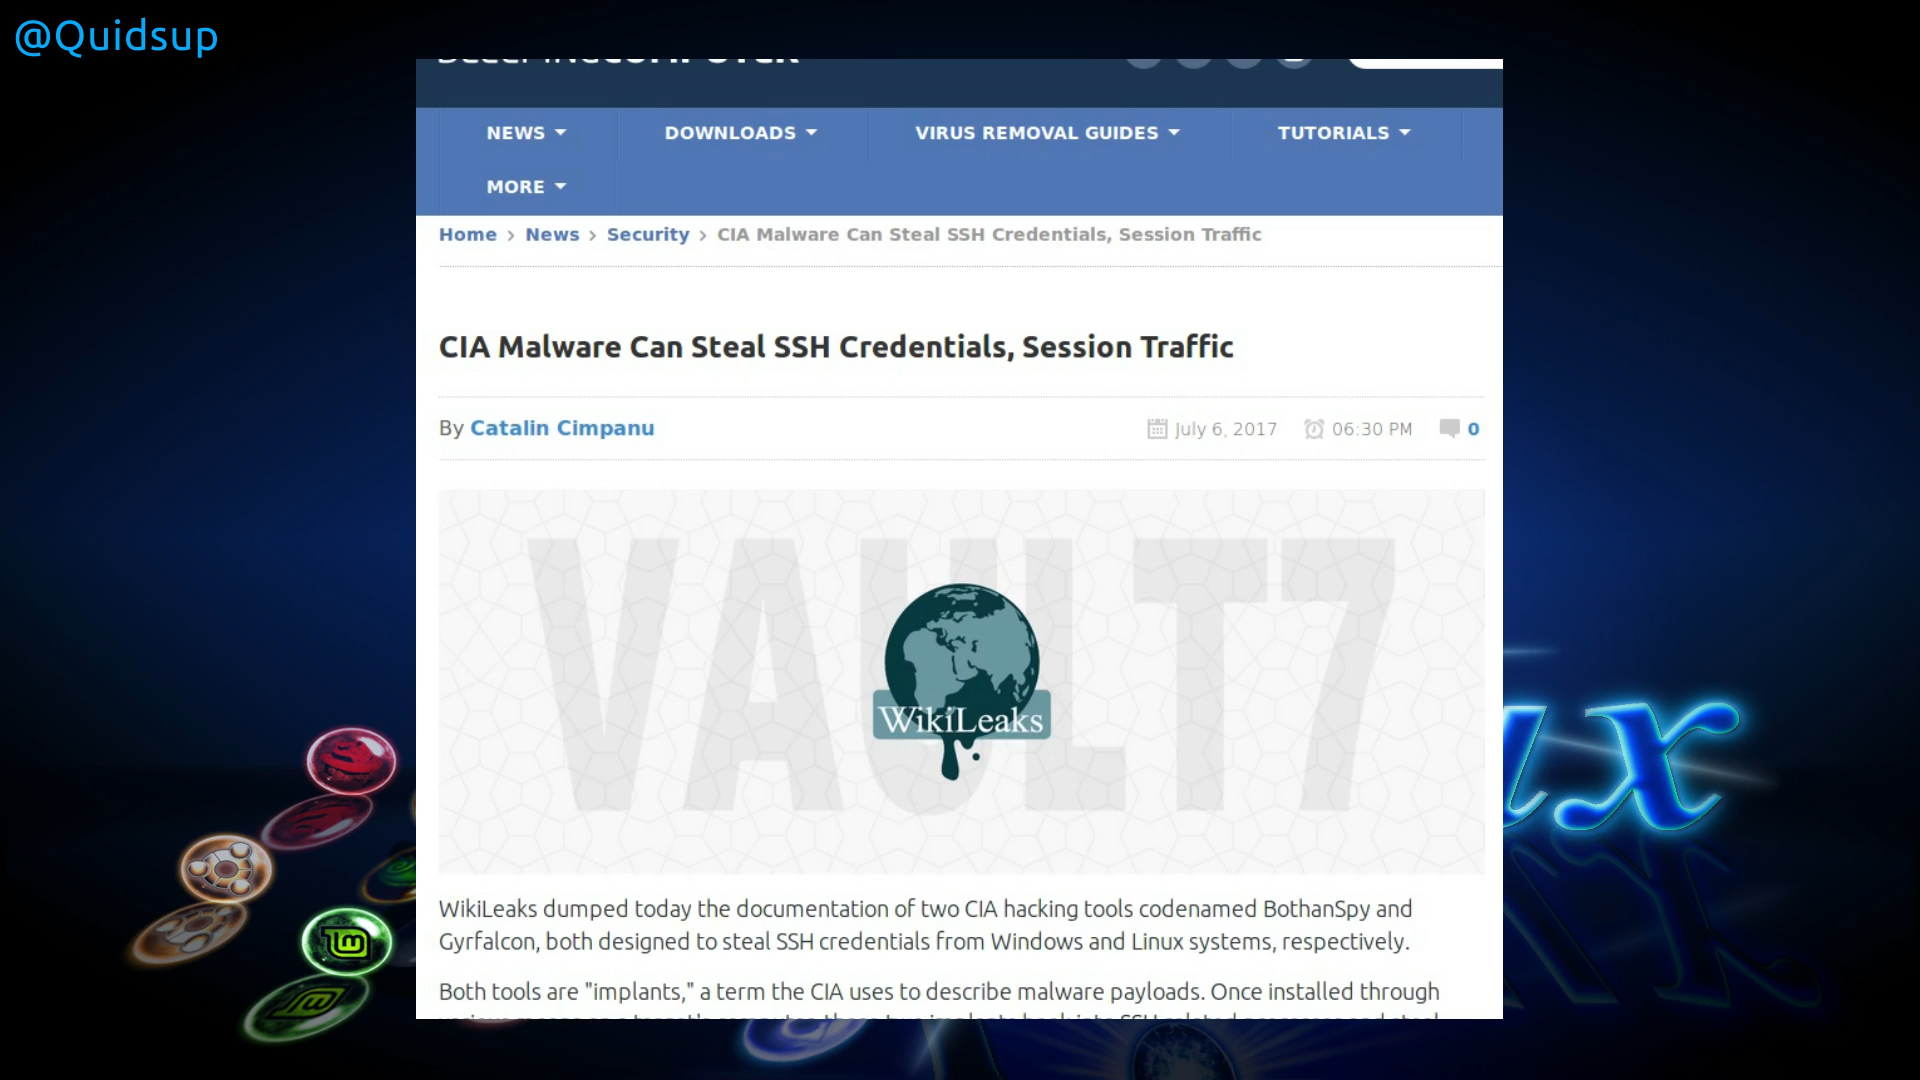 @Quidsup
NEWS
DOWNLOADS
VIRUS REMOVAL GUIDES
TUTORIALS
MORE
Home > News > Security > CIA Malware Can Steal SSH Credentials, Session Traffic
CIA Malware Can Steal SSH Credentials, Session Traffic
By Catalin Cimpanu
July 6, 2017
06:30 PM
0
VAULT7
WikiLeaks
WikiLeaks dumped today the documentation of two CIA hacking tools codenamed BothanSpy and
Gyrfalcon, both designed to steal SSH credentials from Windows and Linux systems, respectively.
Both tools are "implants," a term the CIA uses to describe malware payloads. Once installed through